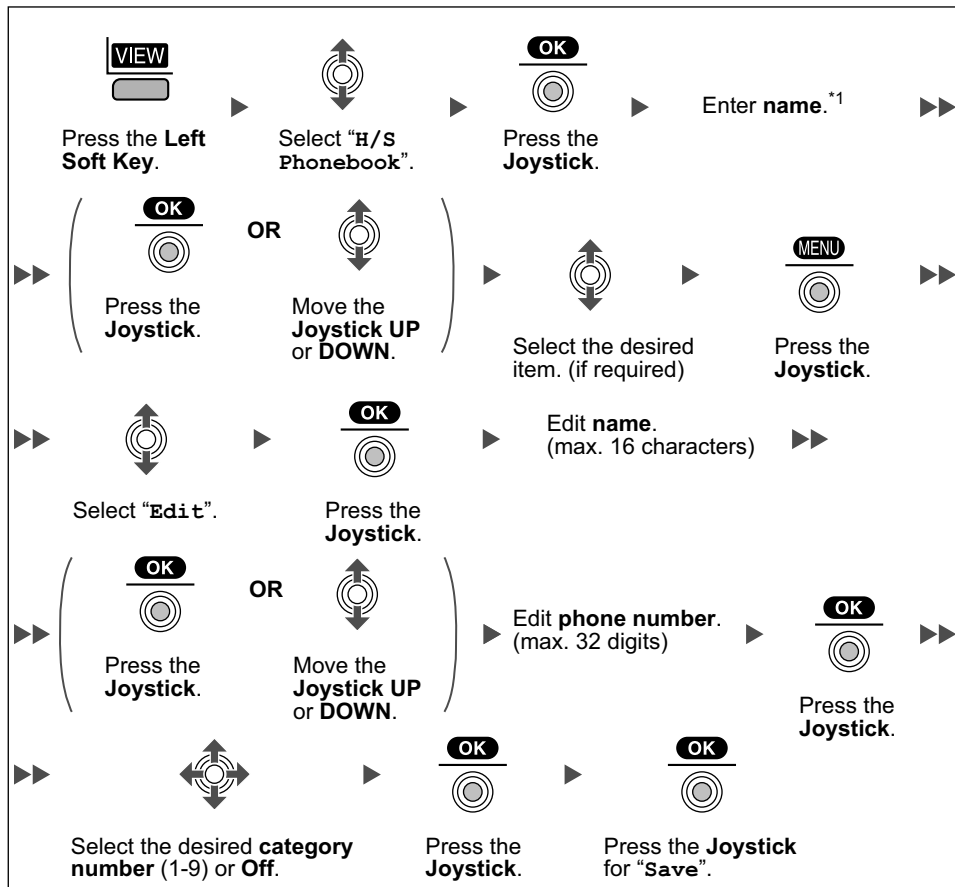 VIEW
Press the Left
Soft Key.
Select “H/S
Phonebook”.
OK
Press the
Joystick.
Enter name.*1
OK
Press the
Joystick.
OR
Move the
Joystick UP
or DOWN.
Select the desired
item. (if required)
MENU
Press the
Joystick.
Select “Edit”.
OK
Press the
Joystick.
Edit name.
(max. 16 characters)
OK
Press the
Joystick.
OR
Move the
Joystick UP
or DOWN.
Edit phone number.
(max. 32 digits)
OK
Press the
Joystick.
Select the desired category
number (1-9) or Off.
OK
Press the
Joystick.
OK
Press the Joystick
for “Save”.